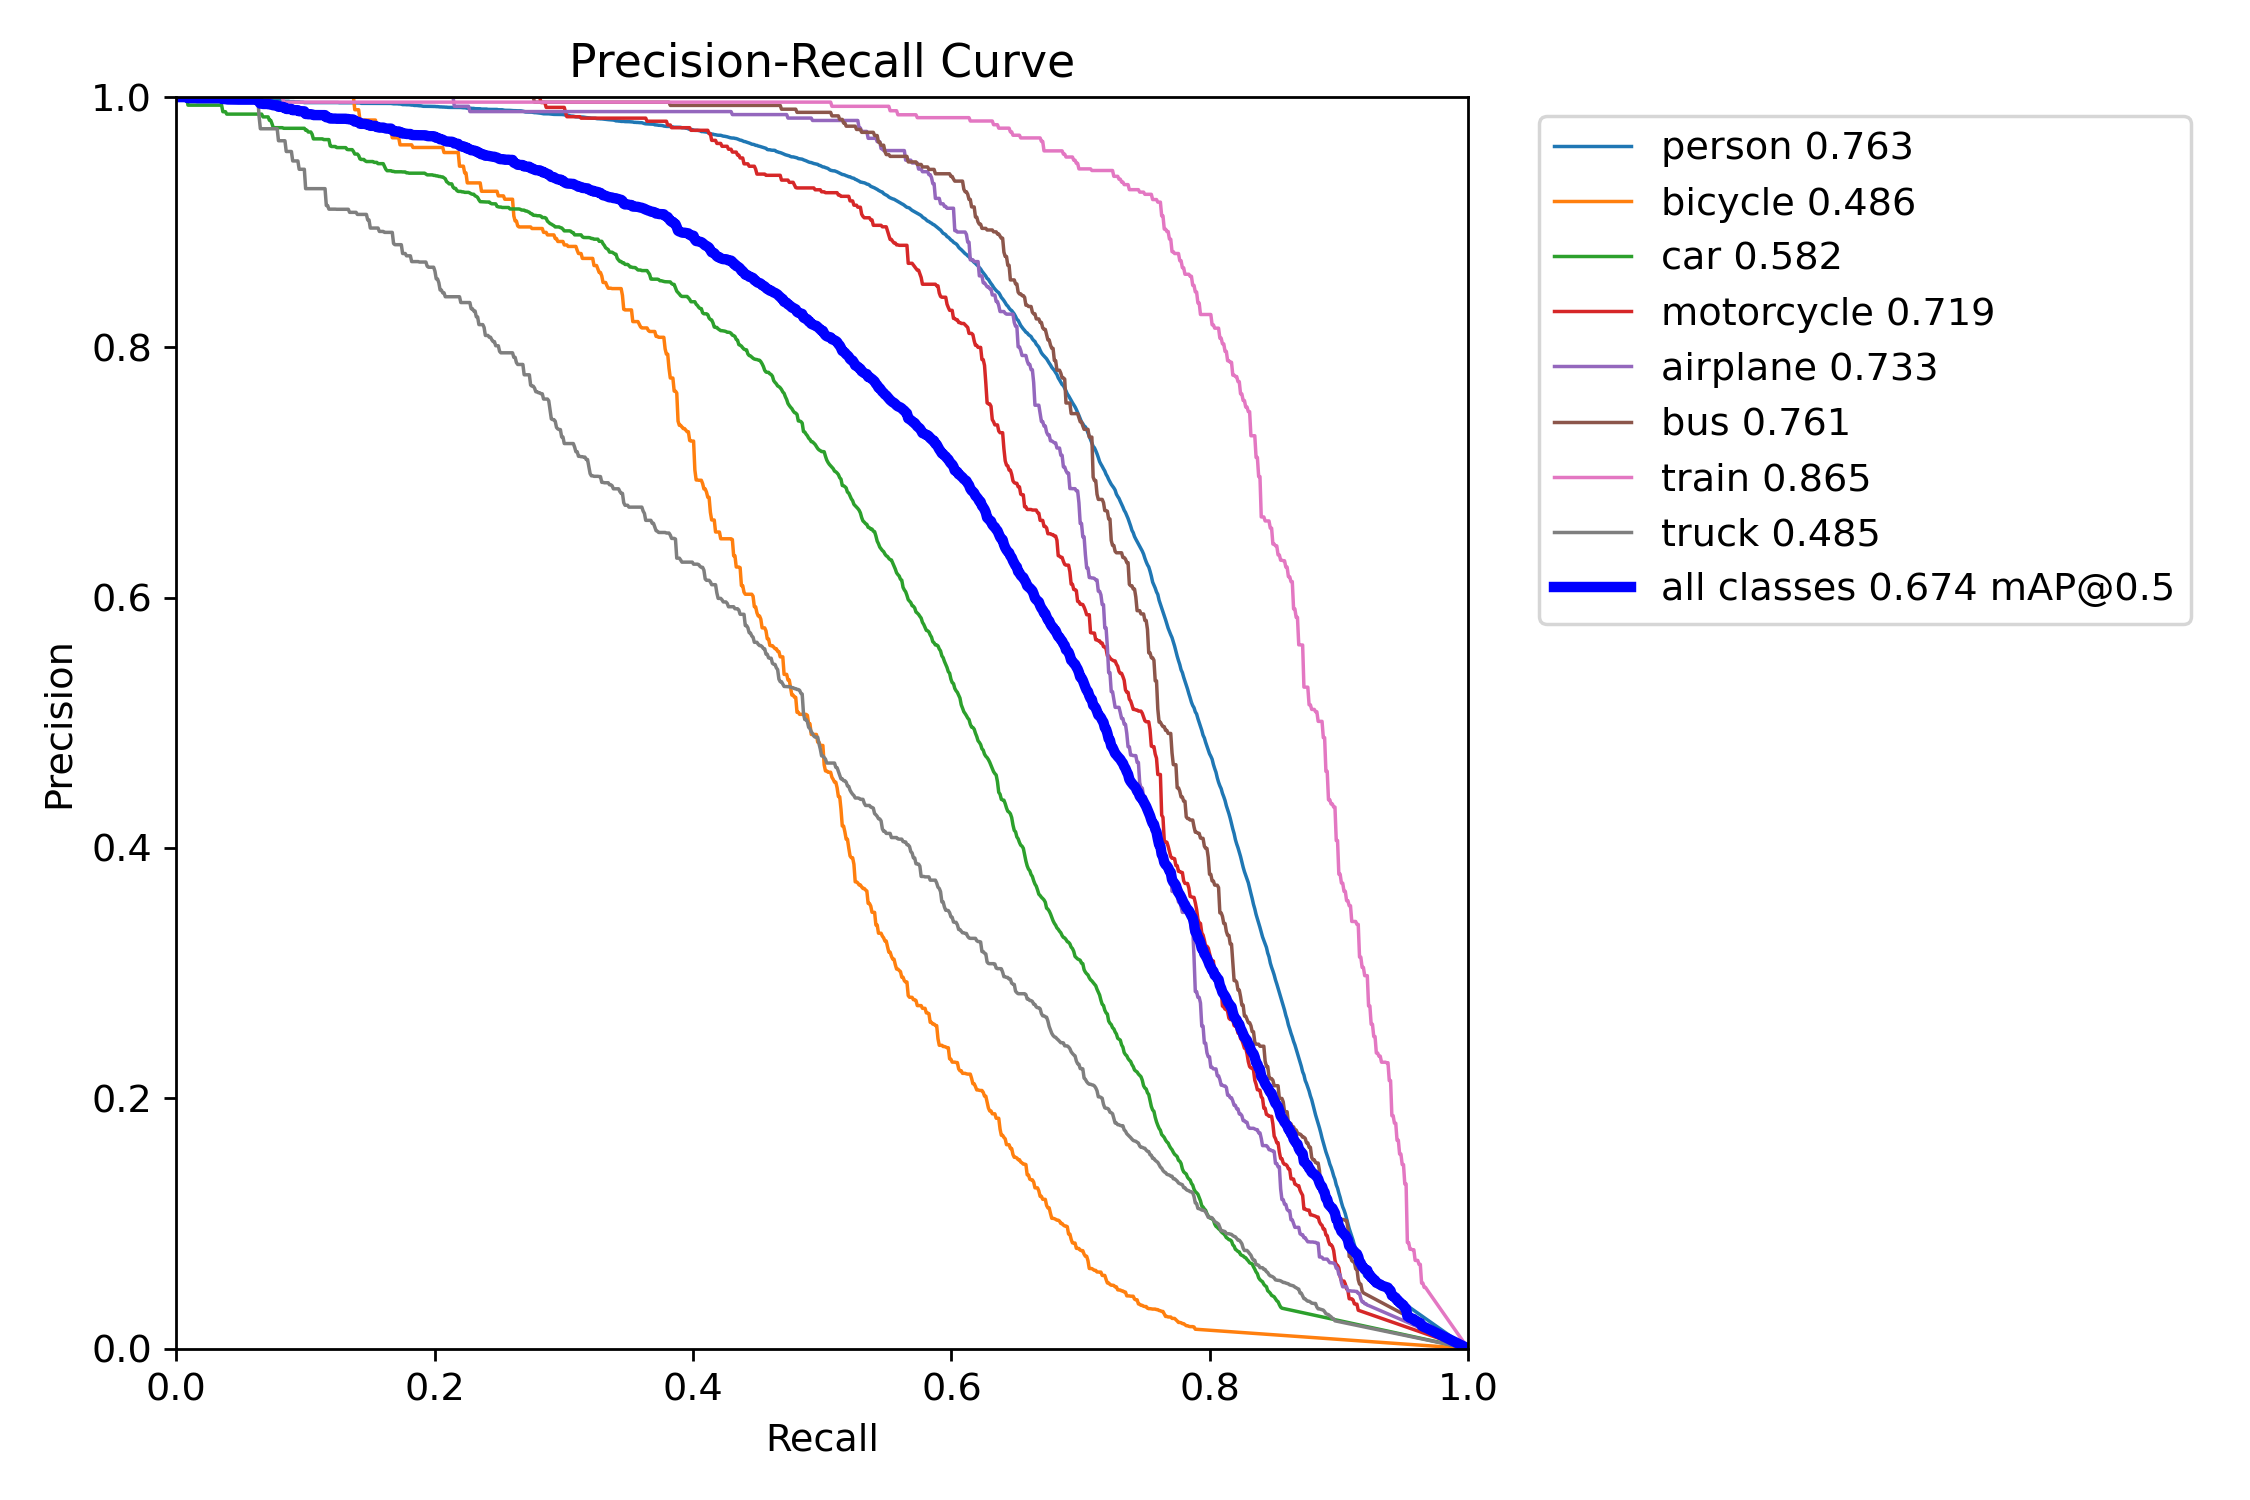 Precision-Recall Curve
1.0
0.8
0.6
0.4
0.2
0.0
Precision
0.0 0.2 0.4 0.6 0.8 1.0
Recall
person 0.763
bicycle 0.486
car 0.582
motorcycle 0.719
airplane 0.733
bus 0.761
train 0.865
truck 0.485
all classes 0.674 mAP@0.5